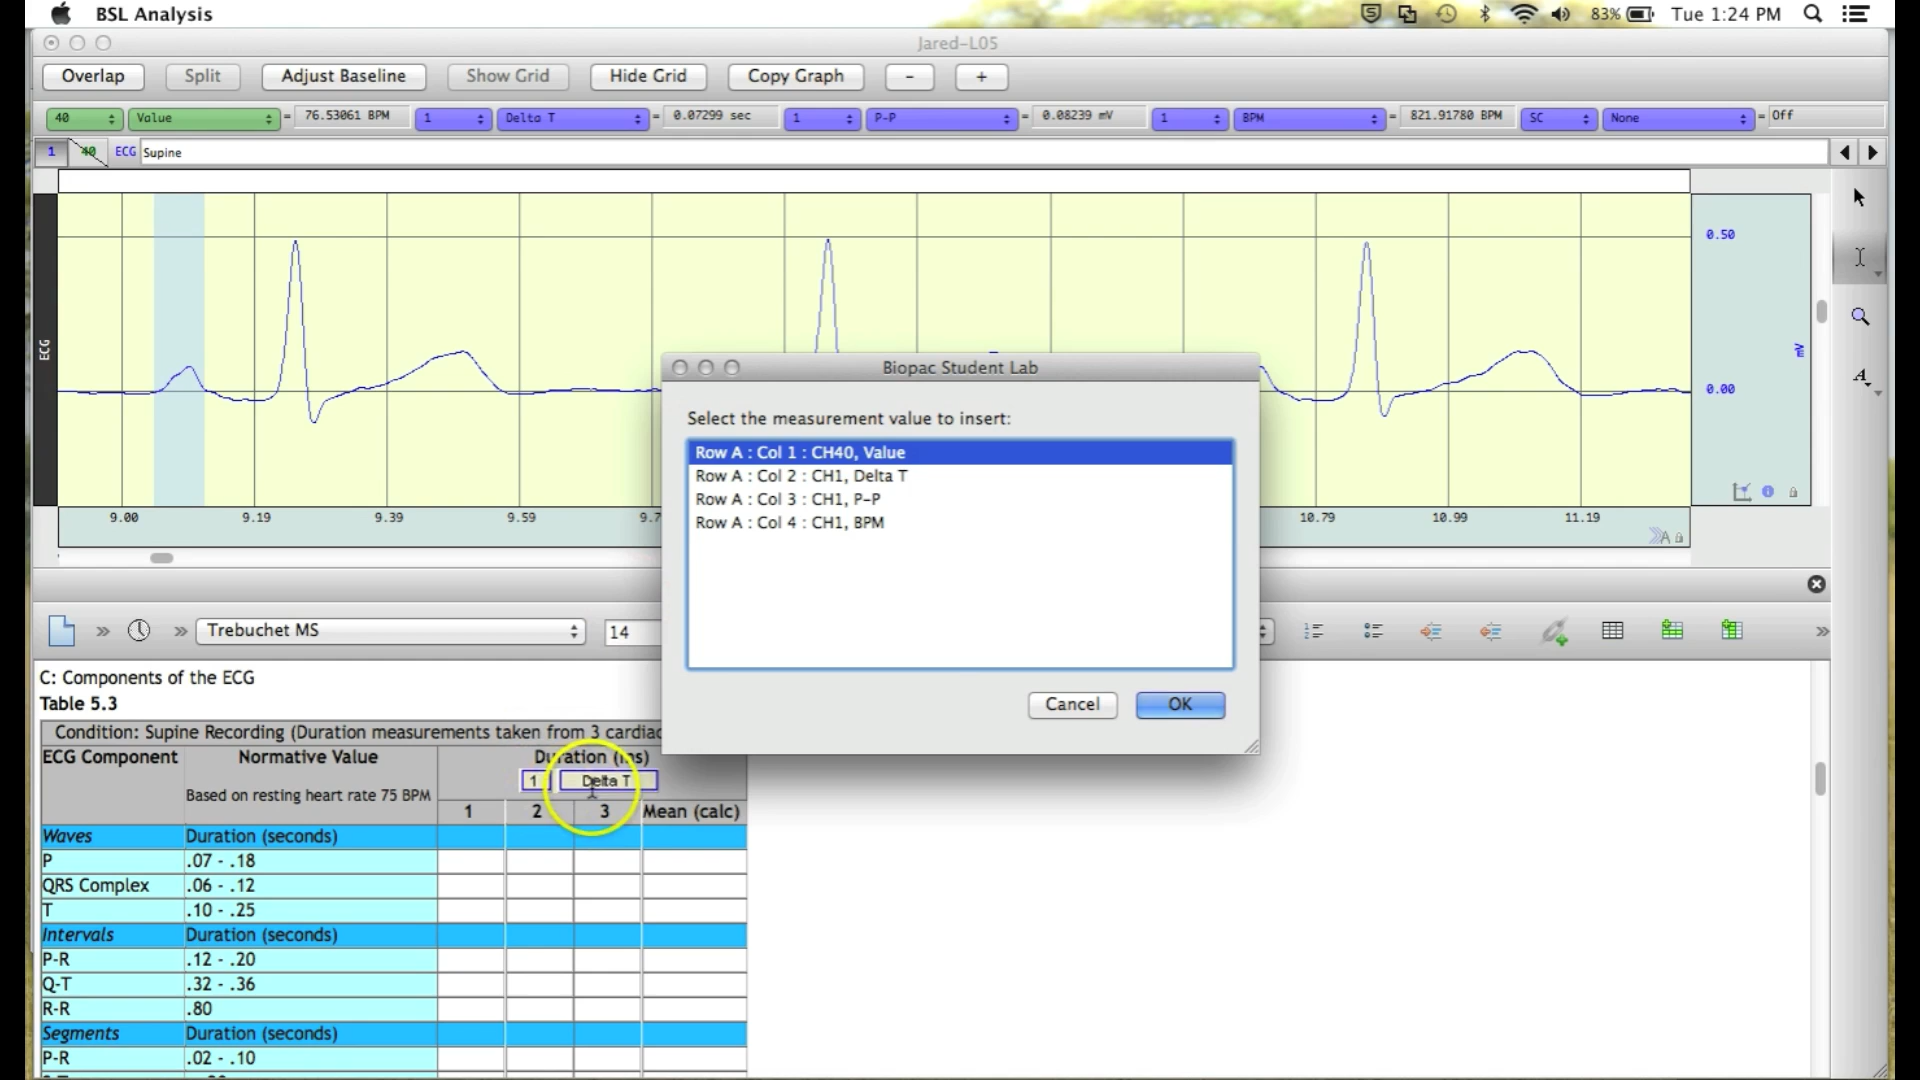 BSL Analysis
83%
Tue 1:24 PM
Jared-L05
Overlap
Split
Adjust Baseline
Show Grid
Hide Grid
Copy Graph
-
+
40 Value = 76.53061 BPM 1 Delta T = 0.07299 sec 1 P-P = 0.08239 mV 1 BPM = 821.91780 BPM SC None = Off
1 40 ECG Supine
ECG
0.50
mV
0.00
9.00 9.19 9.39 9.59 9.7 10.79 10.99 11.19
Biopac Student Lab
Select the measurement value to insert:
Row A : Col 1 : CH40, Value
Row A : Col 2 : CH1, Delta T
Row A : Col 3 : CH1, P-P
Row A : Col 4 : CH1, BPM
Cancel
OK
Trebuchet MS
14
C: Components of the ECG
Table 5.3
Condition: Supine Recording (Duration measurements taken from 3 cardiac
ECG Component Normative Value Duration (ms)
1 Delta T
Based on resting heart rate 75 BPM
1 2 3 Mean (calc)
Waves Duration (seconds)
P .07 - .18
QRS Complex .06 - .12
T .10 - .25
Intervals Duration (seconds)
P-R .12 - .20
Q-T .32 - .36
R-R .80
Segments Duration (seconds)
P-R .02 - .10